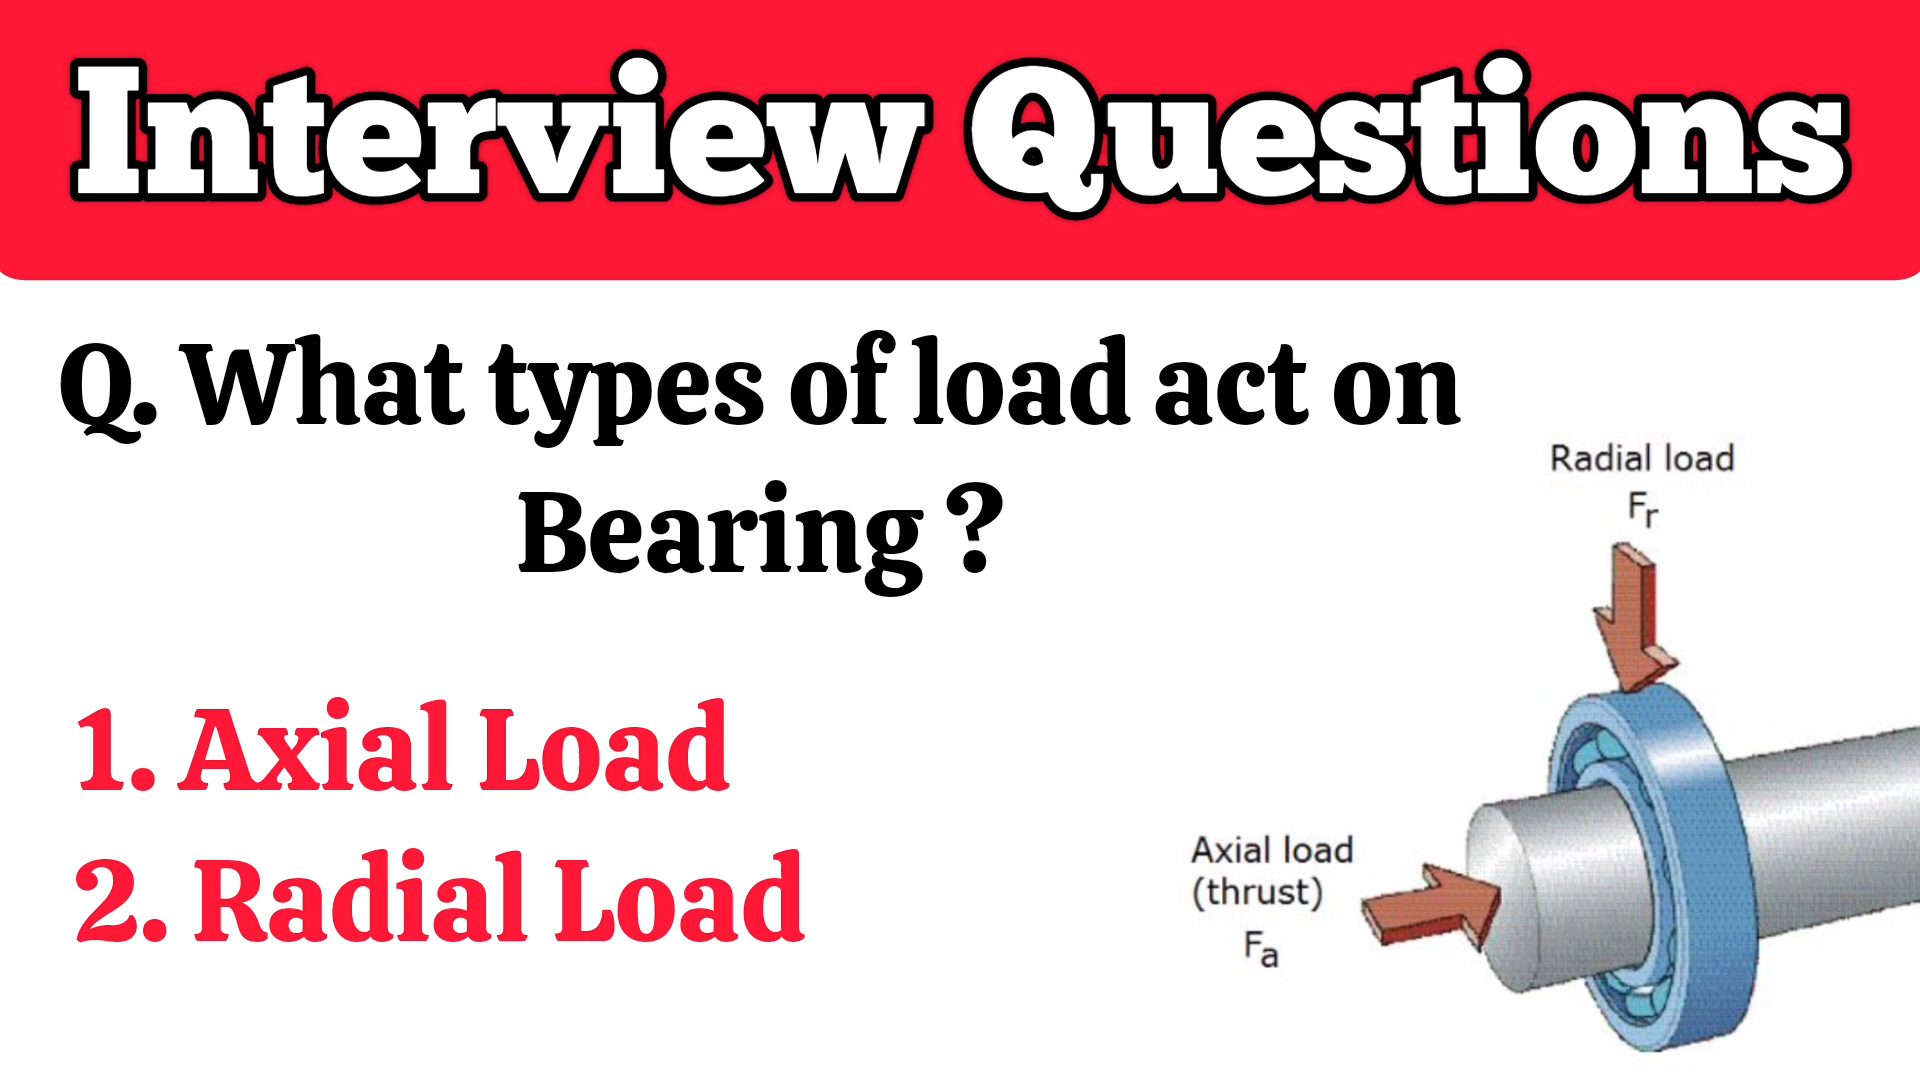 Interview Questions
Q. What types of load act on
Bearing ?
1. Axial Load
2. Radial Load
Radial load
Fr
Axial load
(thrust)
Fa